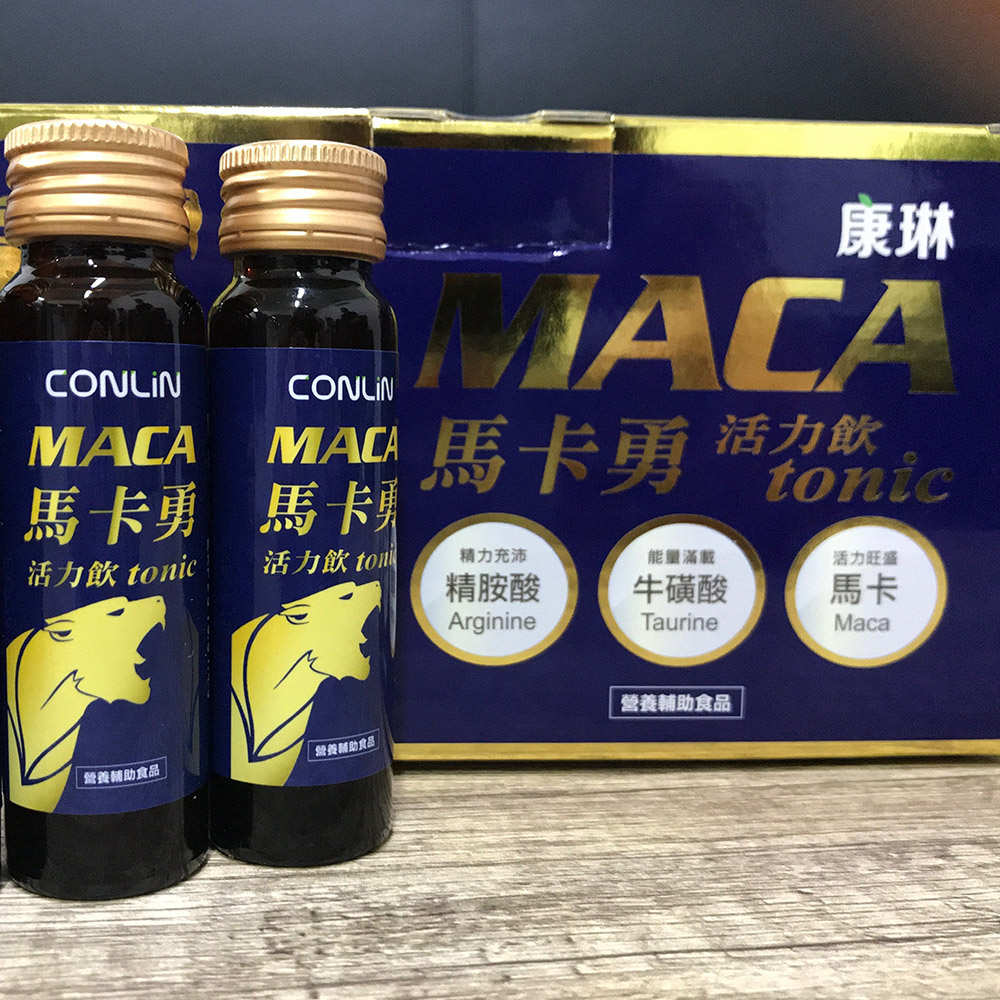 CONLiN
MACA
馬卡勇
活力飲 tonic
營養輔助食品
CONLiN
MACA
馬卡勇
活力飲 tonic
營養輔助食品
康琳
MACA
馬卡勇 活力飲
tonic
精力充沛
精胺酸
Arginine
能量滿載
牛磺酸
Taurine
活力旺盛
馬卡
Maca
營養輔助食品